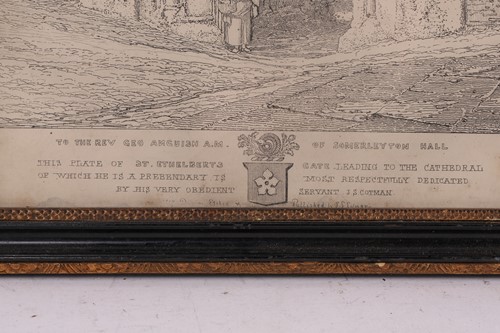 TO THE REV GEO ANGUISH A.M. OF SOMERLEYTON HALL
THIS PLATE OF ST. ETHELBERTS GATE LEADING TO THE CATHEDRAL
OF WHICH HE IS A PREBENDARY IS MOST RESPECTFULLY DEDICATED
BY HIS VERY OBEDIENT SERVANT J.S. COTMAN